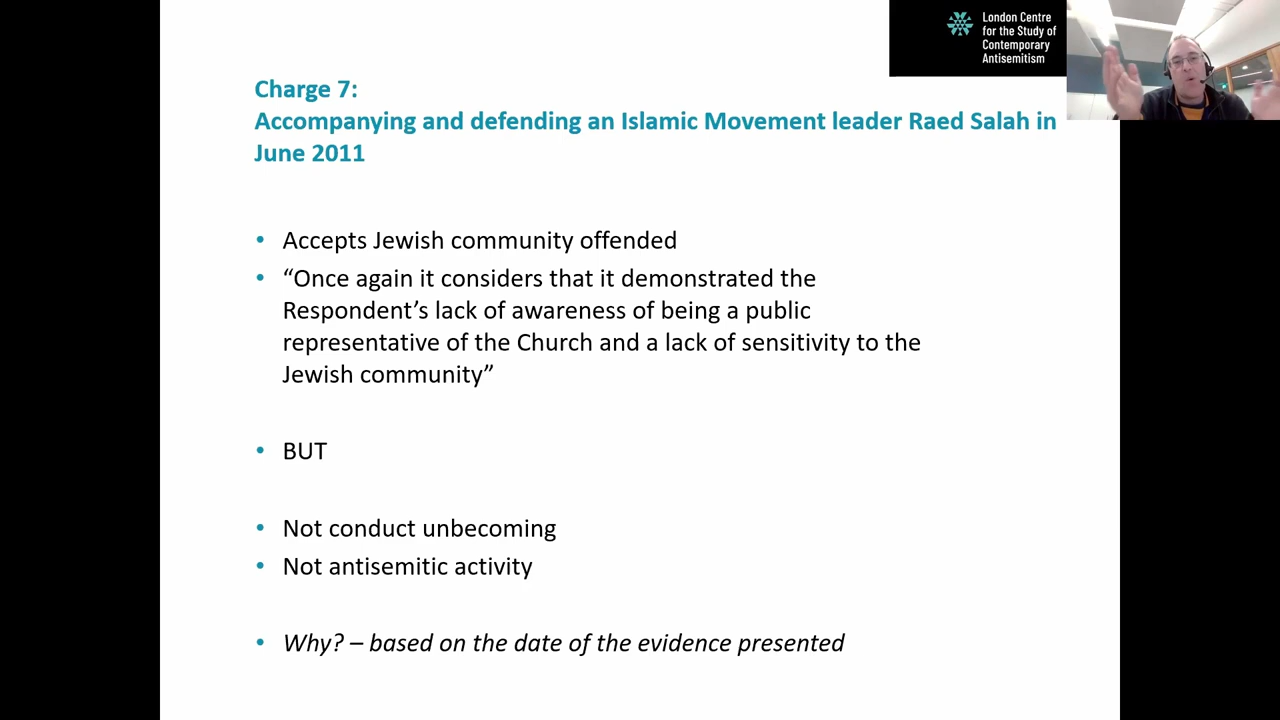 London Centre
for the Study of
Contemporary
Antisemitism
Charge 7:
Accompanying and defending an Islamic Movement leader Raed Salah in
June 2011
• Accepts Jewish community offended
• “Once again it considers that it demonstrated the
Respondent’s lack of awareness of being a public
representative of the Church and a lack of sensitivity to the
Jewish community”
• BUT
• Not conduct unbecoming
• Not antisemitic activity
• Why? – based on the date of the evidence presented